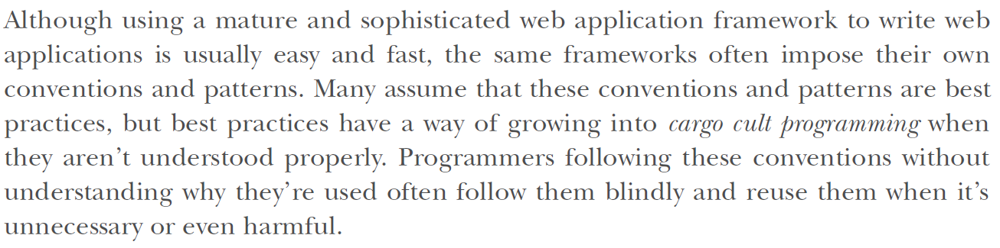 Although using a mature and sophisticated web application framework to write web
applications is usually easy and fast, the same frameworks often impose their own
conventions and patterns. Many assume that these conventions and patterns are best
practices, but best practices have a way of growing into cargo cult programming when
they aren’t understood properly. Programmers following these conventions without
understanding why they’re used often follow them blindly and reuse them when it’s
unnecessary or even harmful.